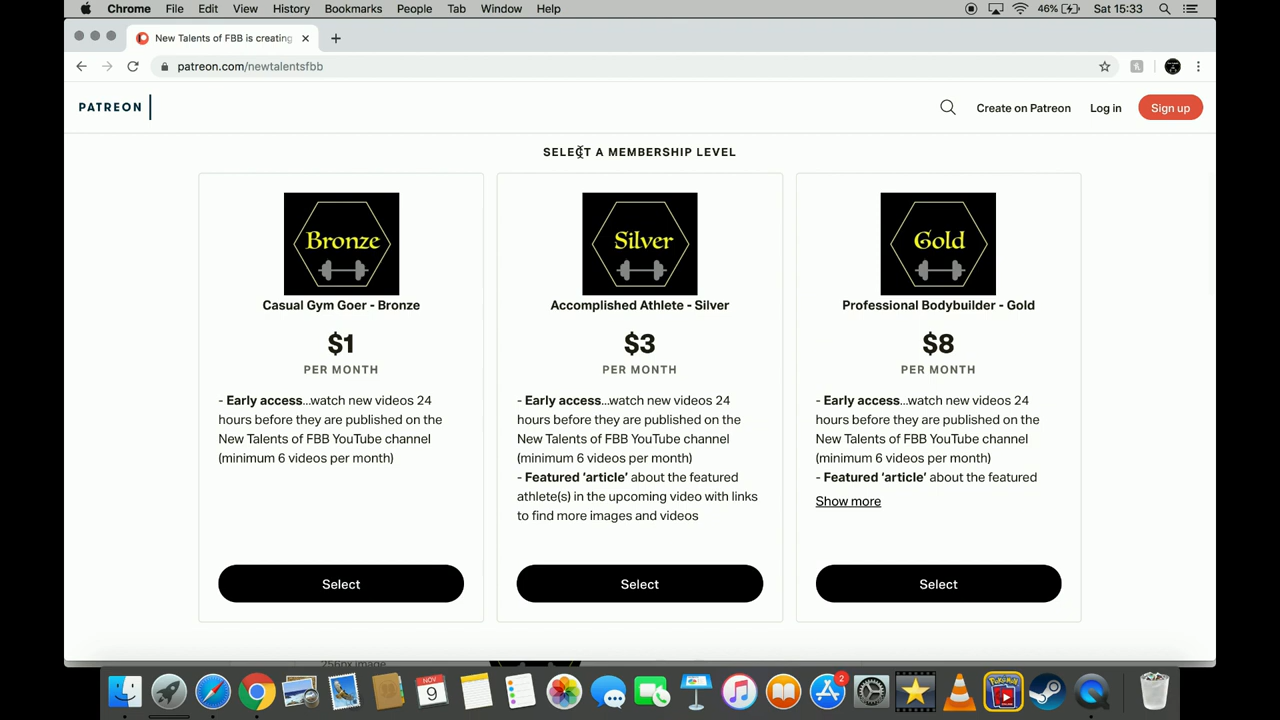 Chrome File Edit View History Bookmarks People Tab Window Help 46% Sat 15:33
New Talents of FBB is creating
patreon.com/newtalentsfbb
PATREON Create on Patreon Log in Sign up
SELECT A MEMBERSHIP LEVEL
Bronze
Casual Gym Goer - Bronze
$1
PER MONTH
- Early access...watch new videos 24
hours before they are published on the
New Talents of FBB YouTube channel
(minimum 6 videos per month)
Select
Silver
Accomplished Athlete - Silver
$3
PER MONTH
- Early access...watch new videos 24
hours before they are published on the
New Talents of FBB YouTube channel
(minimum 6 videos per month)
- Featured 'article' about the featured
athlete(s) in the upcoming video with links
to find more images and videos
Select
Gold
Professional Bodybuilder - Gold
$8
PER MONTH
- Early access...watch new videos 24
hours before they are published on the
New Talents of FBB YouTube channel
(minimum 6 videos per month)
- Featured 'article' about the featured
Show more
Select
256px image
NOV
9
2